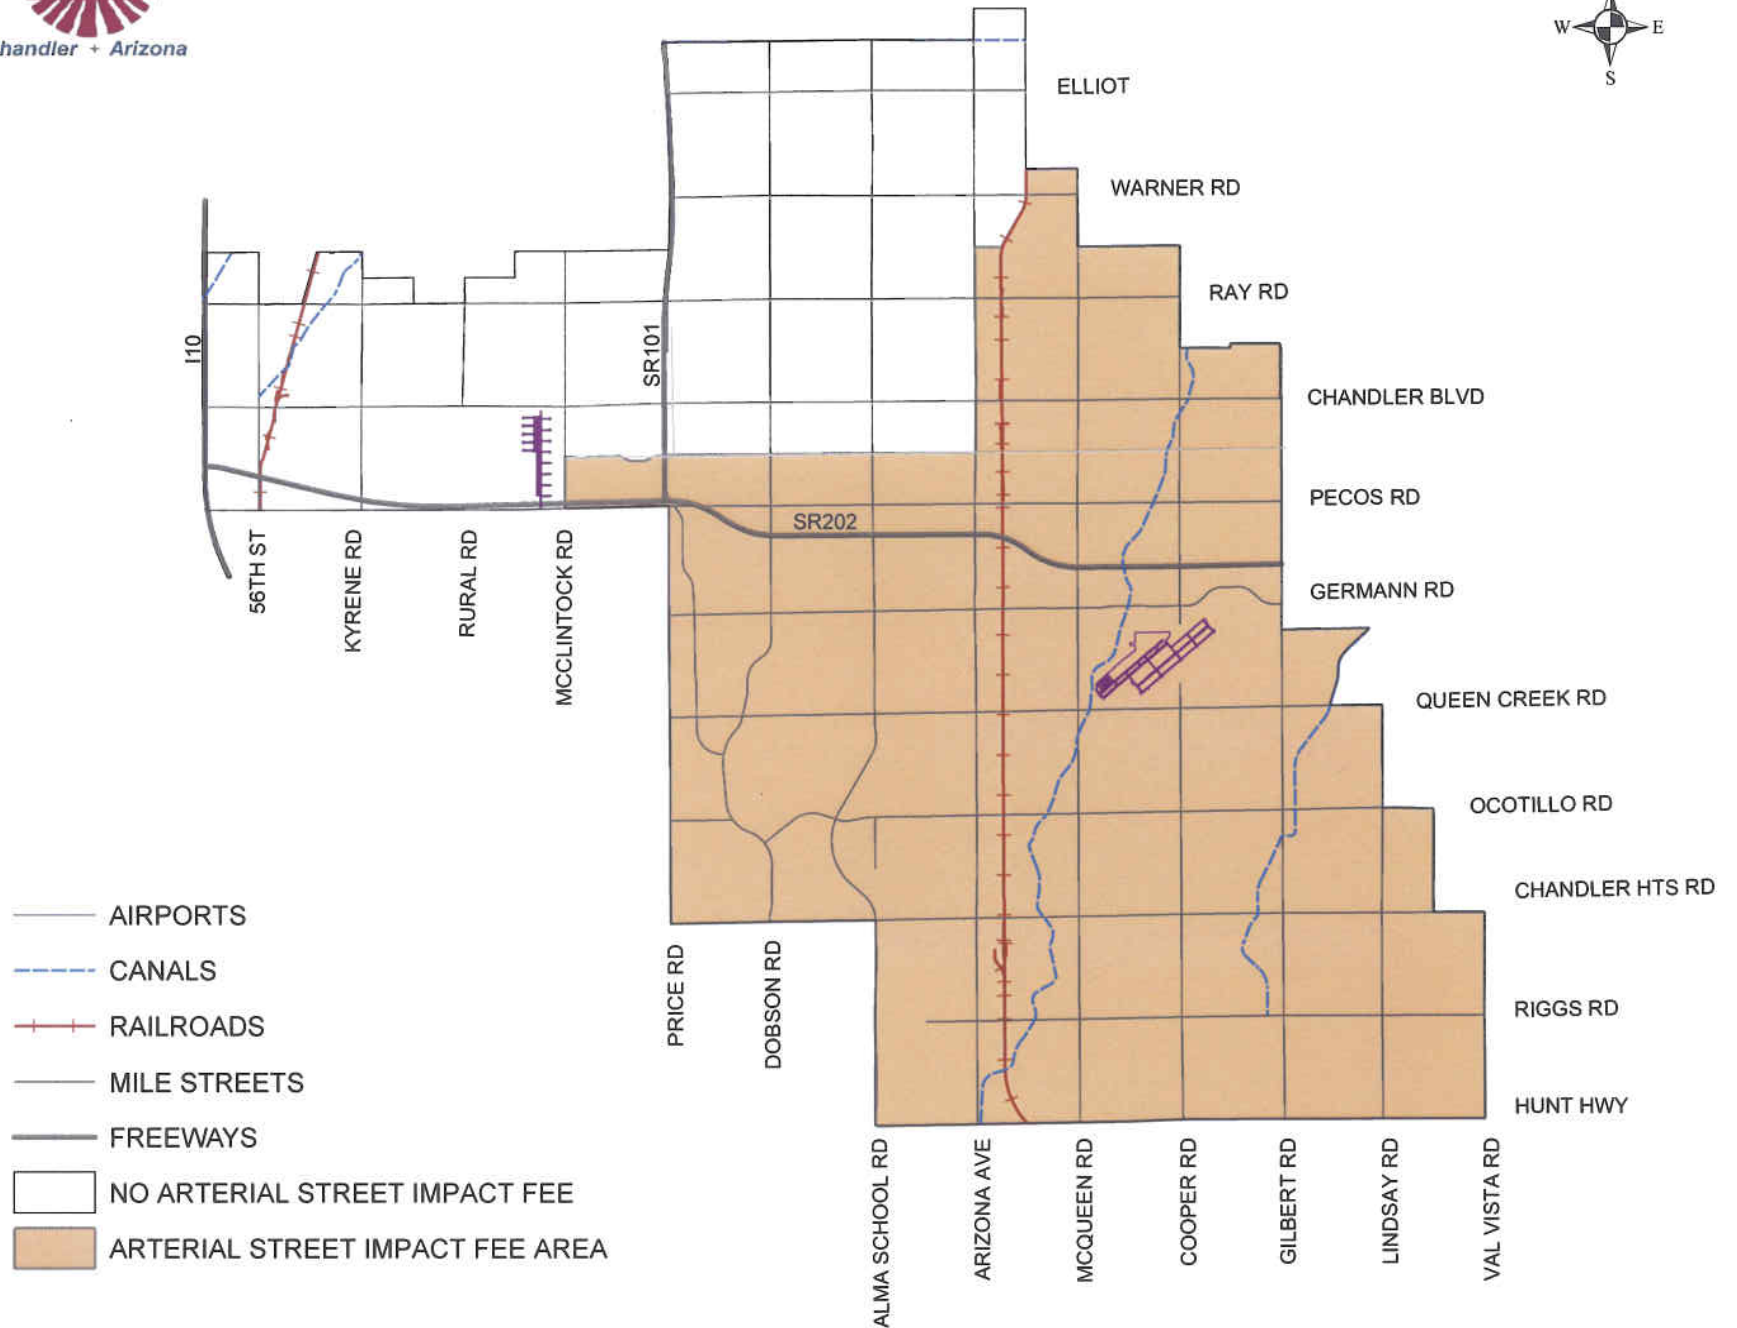 handler + Arizona
W E
S
ELLIOT
WARNER RD
RAY RD
I10
SR101
CHANDLER BLVD
PECOS RD
SR202
56TH ST
KYRENE RD
RURAL RD
MCCLINTOCK RD
GERMANN RD
QUEEN CREEK RD
OCOTILLO RD
CHANDLER HTS RD
PRICE RD
DOBSON RD
RIGGS RD
HUNT HWY
ALMA SCHOOL RD
ARIZONA AVE
MCQUEEN RD
COOPER RD
GILBERT RD
LINDSAY RD
VAL VISTA RD
AIRPORTS
CANALS
RAILROADS
MILE STREETS
FREEWAYS
NO ARTERIAL STREET IMPACT FEE
ARTERIAL STREET IMPACT FEE AREA